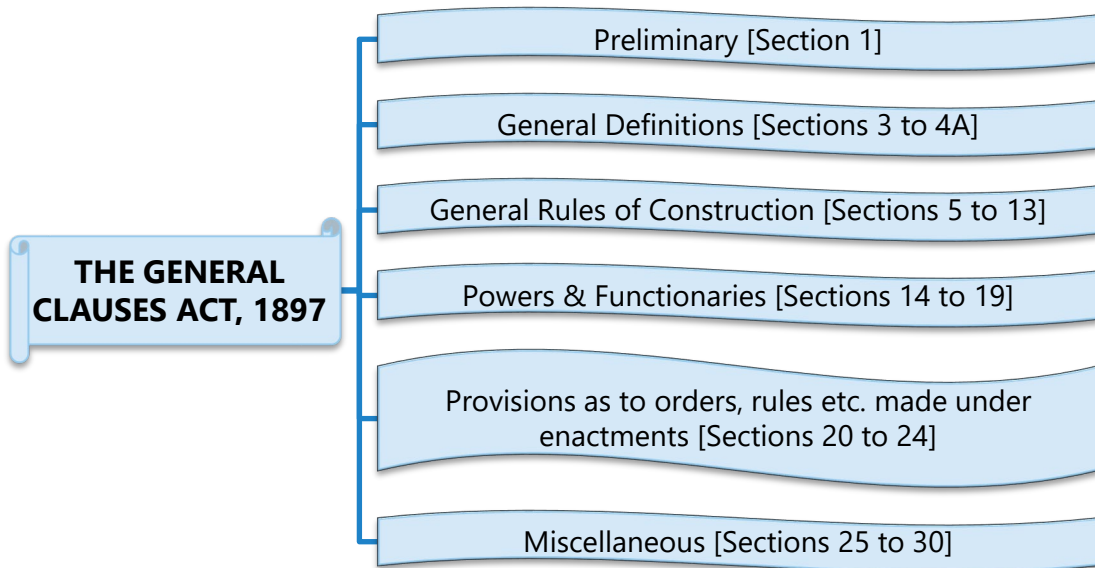 Preliminary [Section 1]
General Definitions [Sections 3 to 4A]
General Rules of Construction [Sections 5 to 13]
THE GENERAL
CLAUSES ACT, 1897
Powers & Functionaries [Sections 14 to 19]
Provisions as to orders, rules etc. made under
enactments [Sections 20 to 24]
Miscellaneous [Sections 25 to 30]